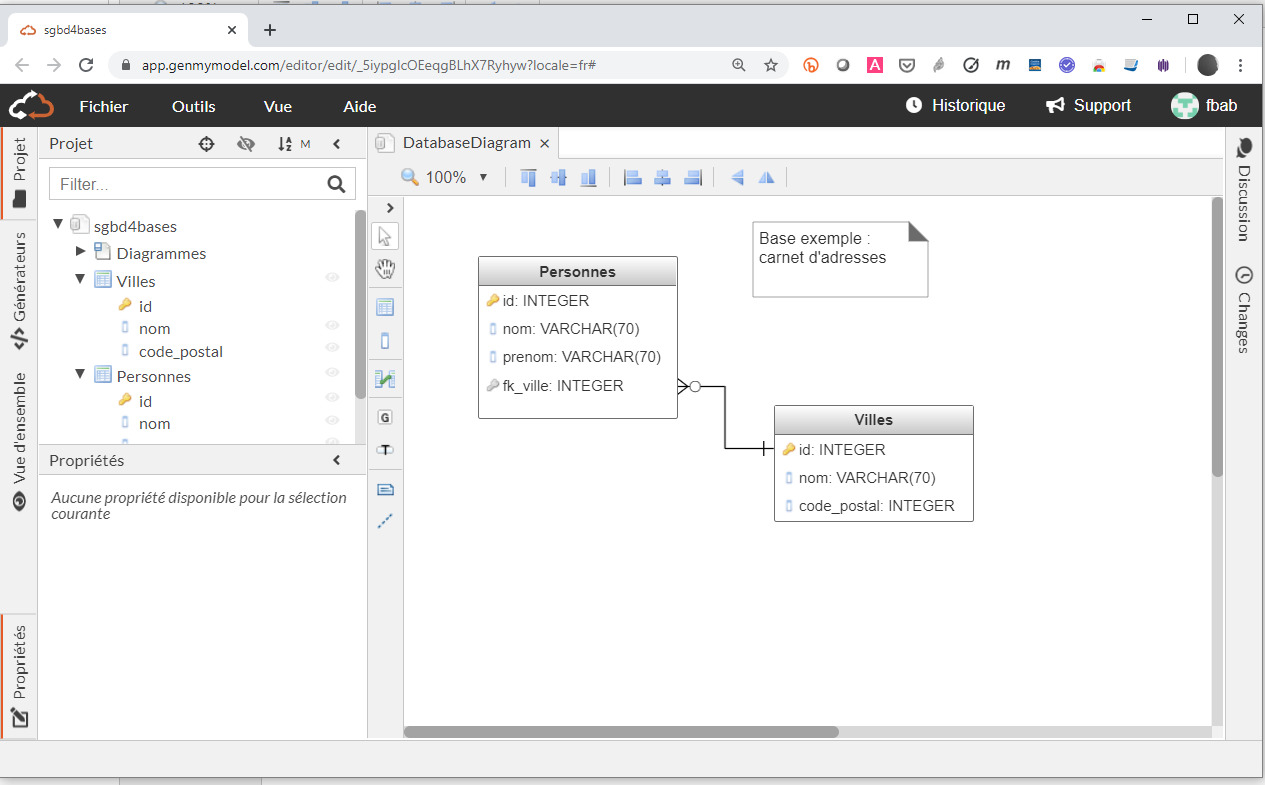 sgbd4bases
app.genmymodel.com/editor/edit/_5iypgIcOEeqgBLhX7Ryhyw?locale=fr#
Fichier Outils Vue Aide Historique Support fbab
Projet
Générateurs
Vue d'ensemble
Propriétés
Projet M
Filter...
sgbd4bases
Diagrammes
Villes
id
nom
code_postal
Personnes
id
nom
Propriétés
Aucune propriété disponible pour la sélection
courante
DatabaseDiagram
100%
G
T
Personnes
id: INTEGER
nom: VARCHAR(70)
prenom: VARCHAR(70)
fk_ville: INTEGER
Base exemple :
carnet d'adresses
Villes
id: INTEGER
nom: VARCHAR(70)
code_postal: INTEGER
Discussion
Changes